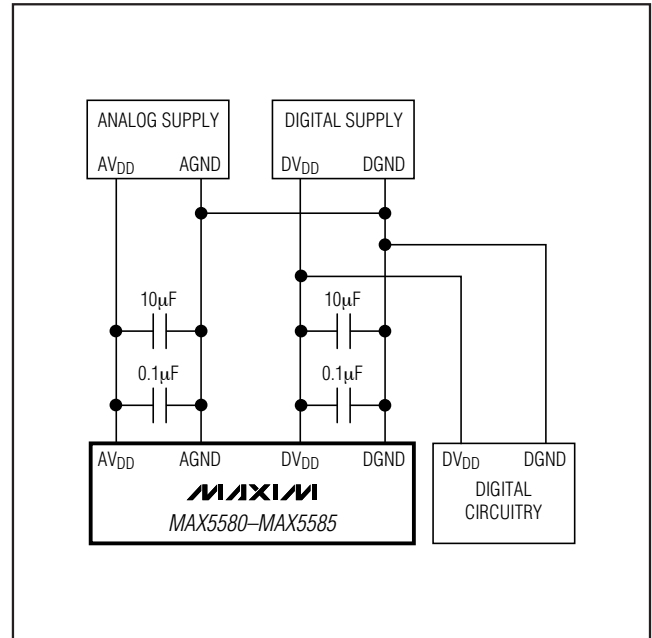 ANALOG SUPPLY
AVDD AGND
DIGITAL SUPPLY
DVDD DGND
10μF
10μF
0.1μF
0.1μF
AVDD AGND DVDD DGND
MAXIM
MAX5580–MAX5585
DVDD DGND
DIGITAL
CIRCUITRY